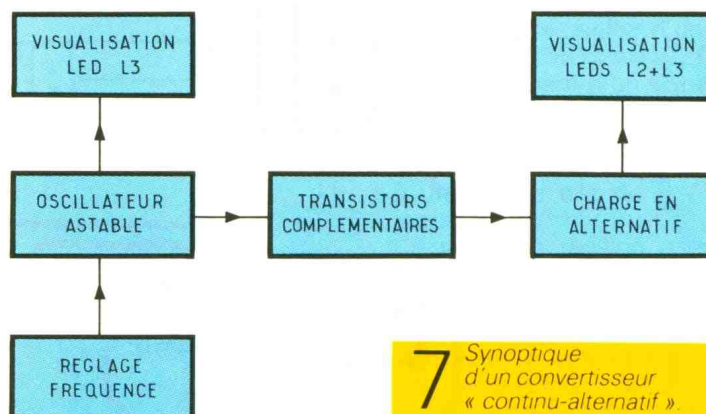 VISUALISATION
LED L3
VISUALISATION
LEDS L2+L3
OSCILLATEUR
ASTABLE
TRANSISTORS
COMPLEMENTAIRES
CHARGE EN
ALTERNATIF
REGLAGE
FREQUENCE
7
Synoptique
d'un convertisseur
« continu-alternatif ».